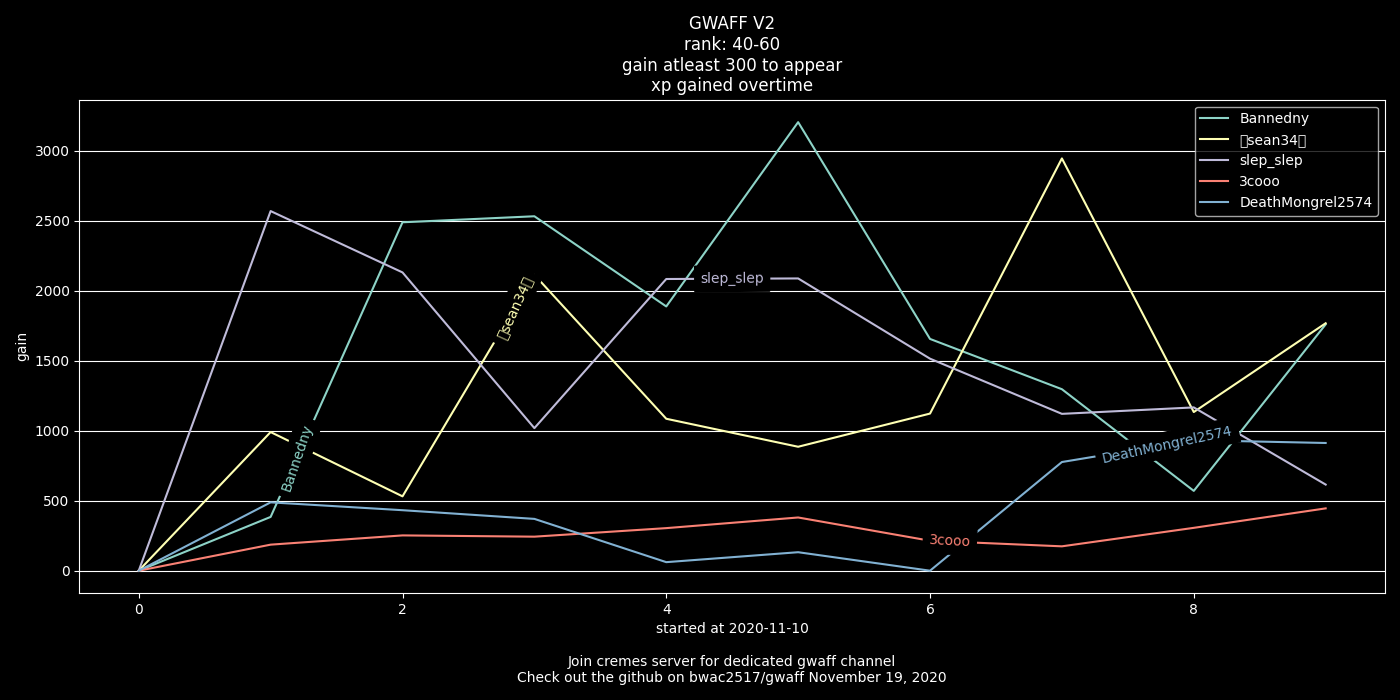 GWAFF V2
rank: 40-60
gain atleast 300 to appear
xp gained overtime
Bannedny
sean34
slep_slep
3cooo
DeathMongrel2574
3000
2500
2000
1500
1000
500
0
gain
Bannedny
sean34
slep_slep
3cooo
DeathMongrel2574
0
2
4
6
8
started at 2020-11-10
Join cremes server for dedicated gwaff channel
Check out the github on bwac2517/gwaff November 19, 2020